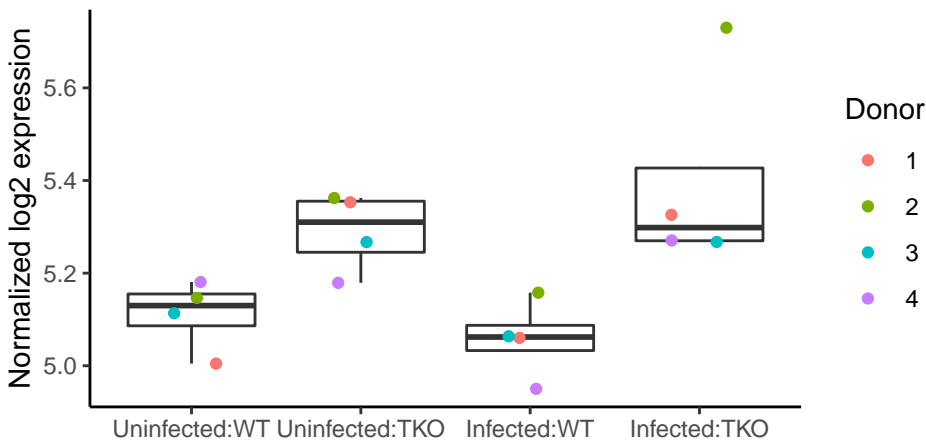 Normalized log2 expression
5.6
5.4
5.2
5.0
Uninfected:WT Uninfected:TKO Infected:WT Infected:TKO
Donor
1
2
3
4